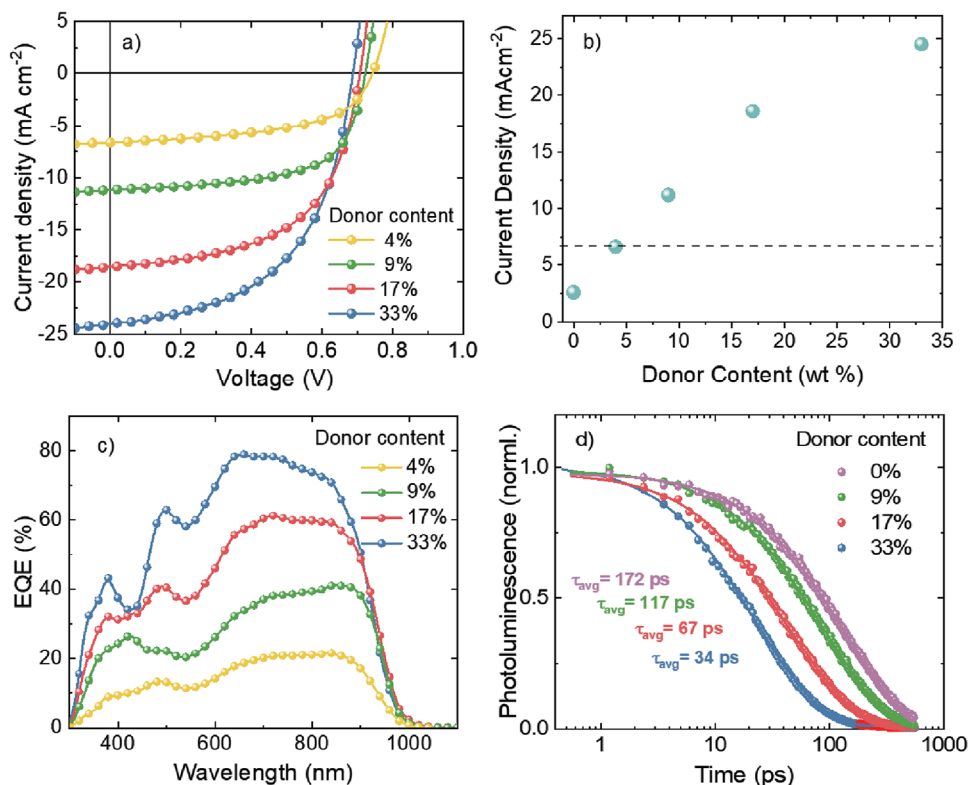 a)
5
0
-5
-10
-15
-20
-25
Current density (mA cm⁻²)
Donor content
4%
9%
17%
33%
0.0 0.2 0.4 0.6 0.8 1.0
Voltage (V)
b)
25
20
15
10
5
0
Current Density (mAcm⁻²)
0 5 10 15 20 25 30 35
Donor Content (wt %)
c)
80
60
40
20
0
EQE (%)
Donor content
4%
9%
17%
33%
400 600 800 1000
Wavelength (nm)
d)
1.0
0.5
0.0
Photoluminescence (norml.)
Donor content
0%
9%
17%
33%
τavg= 172 ps
τavg= 117 ps
τavg= 67 ps
τavg= 34 ps
1 10 100 1000
Time (ps)